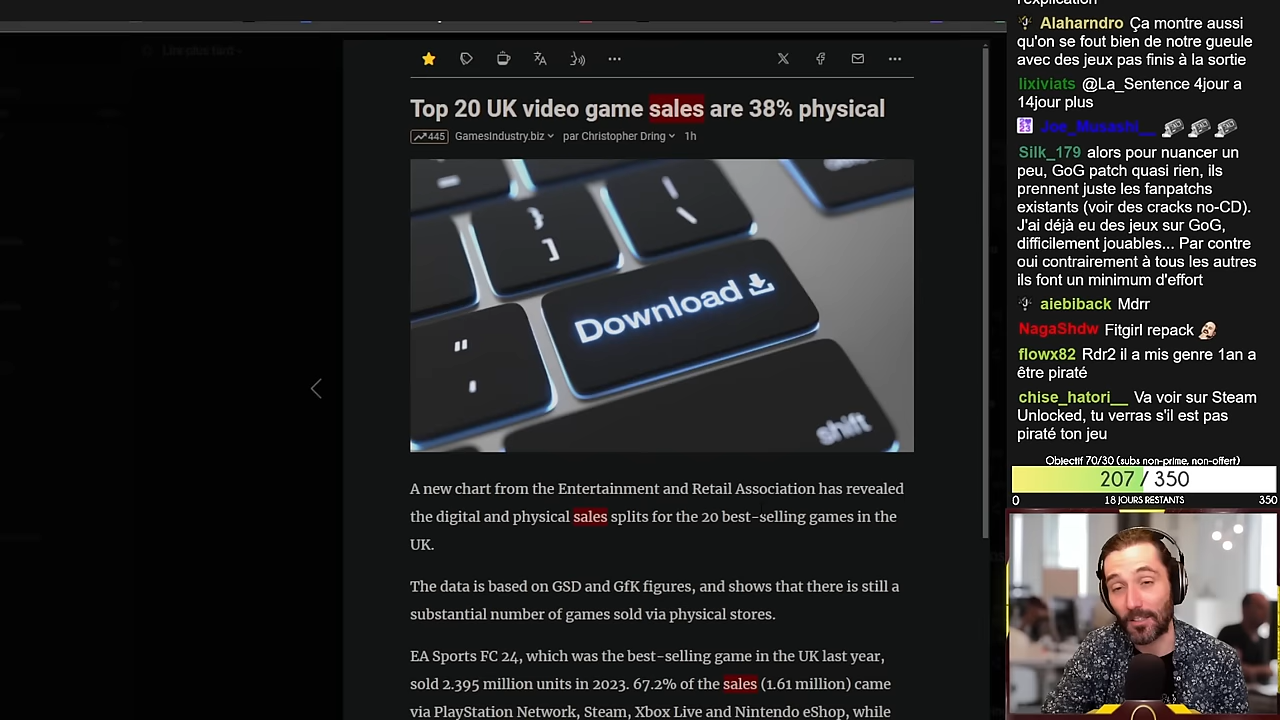 Top 20 UK video game sales are 38% physical
445 GamesIndustry.biz par Christopher Dring 1h
} ]
| \
" '
Download
shift
A new chart from the Entertainment and Retail Association has revealed
the digital and physical sales splits for the 20 best-selling games in the
UK.
The data is based on GSD and GfK figures, and shows that there is still a
substantial number of games sold via physical stores.
EA Sports FC 24, which was the best-selling game in the UK last year,
sold 2.395 million units in 2023. 67.2% of the sales (1.61 million) came
via PlayStation Network, Steam, Xbox Live and Nintendo eShop, while
l'explication
Alaharndro Ça montre aussi
qu'on se fout bien de notre gueule
avec des jeux pas finis à la sortie
lixiviats @La_Sentence 4jour a
14jour plus
Joe_Musashi__
Silk_179 alors pour nuancer un
peu, GoG patch quasi rien, ils
prennent juste les fanpatchs
existants (voir des cracks no-CD).
J'ai déjà eu des jeux sur GoG,
difficilement jouables... Par contre
oui contrairement à tous les autres
ils font un minimum d'effort
aiebiback Mdrr
NagaShdw Fitgirl repack
flowx82 Rdr2 il a mis genre 1an a
être piraté
chise_hatori__ Va voir sur Steam
Unlocked, tu verras s'il est pas
piraté ton jeu
Objectif 70/30 (subs non-prime, non-offert)
207 / 350
0 18 JOURS RESTANTS 350